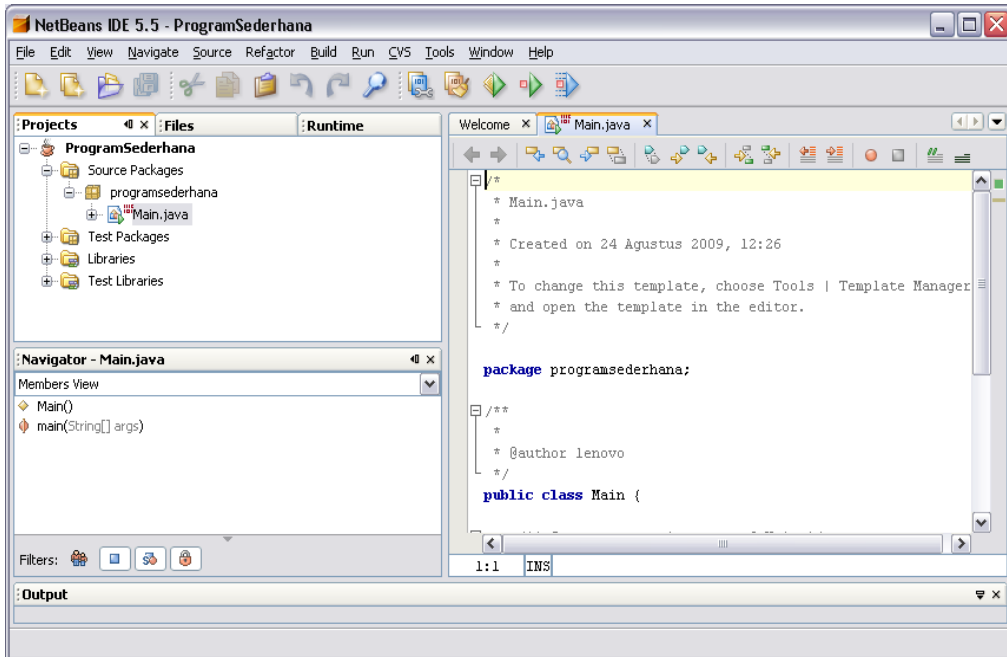 NetBeans IDE 5.5 - ProgramSederhana
File Edit View Navigate Source Refactor Build Run CVS Tools Window Help
Projects Files Runtime
ProgramSederhana
Source Packages
programsederhana
Main.java
Test Packages
Libraries
Test Libraries
Navigator - Main.java
Members View
Main()
main(String[] args)
Filters:
Welcome Main.java
/*
* Main.java
*
* Created on 24 Agustus 2009, 12:26
*
* To change this template, choose Tools | Template Manager
* and open the template in the editor.
*/
package programsederhana;
/**
*
* @author lenovo
*/
public class Main {
1:1 INS
Output